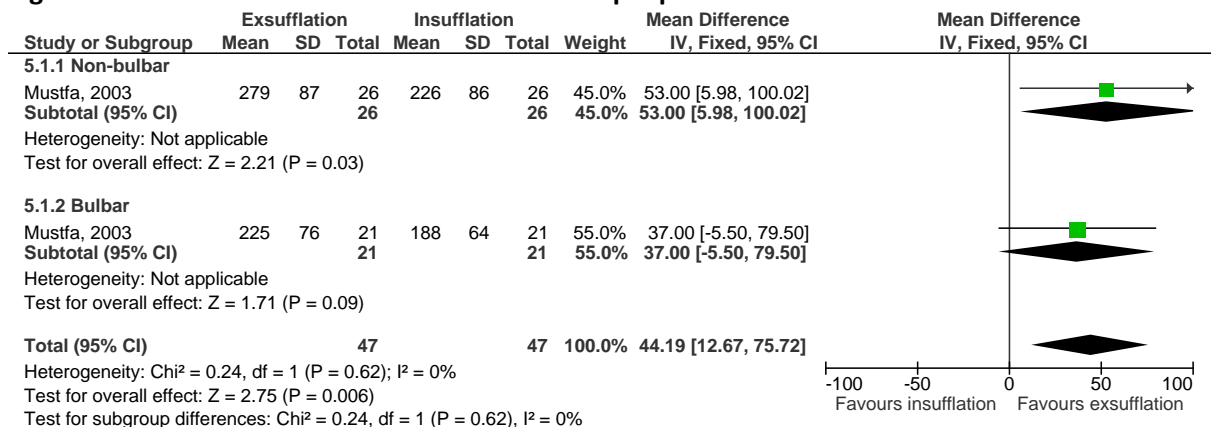 Exsufflation Insufflation Mean Difference Mean Difference
Study or Subgroup Mean SD Total Mean SD Total Weight IV, Fixed, 95% CI IV, Fixed, 95% CI
5.1.1 Non-bulbar
Mustfa, 2003 279 87 26 226 86 26 45.0% 53.00 [5.98, 100.02]
Subtotal (95% CI) 26 26 45.0% 53.00 [5.98, 100.02]
Heterogeneity: Not applicable
Test for overall effect: Z = 2.21 (P = 0.03)
5.1.2 Bulbar
Mustfa, 2003 225 76 21 188 64 21 55.0% 37.00 [-5.50, 79.50]
Subtotal (95% CI) 21 21 55.0% 37.00 [-5.50, 79.50]
Heterogeneity: Not applicable
Test for overall effect: Z = 1.71 (P = 0.09)
Total (95% CI) 47 47 100.0% 44.19 [12.67, 75.72]
Heterogeneity: Chi² = 0.24, df = 1 (P = 0.62); I² = 0%
Test for overall effect: Z = 2.75 (P = 0.006)
Test for subgroup differences: Chi² = 0.24, df = 1 (P = 0.62), I² = 0%
-100 -50 0 50 100
Favours insufflation Favours exsufflation